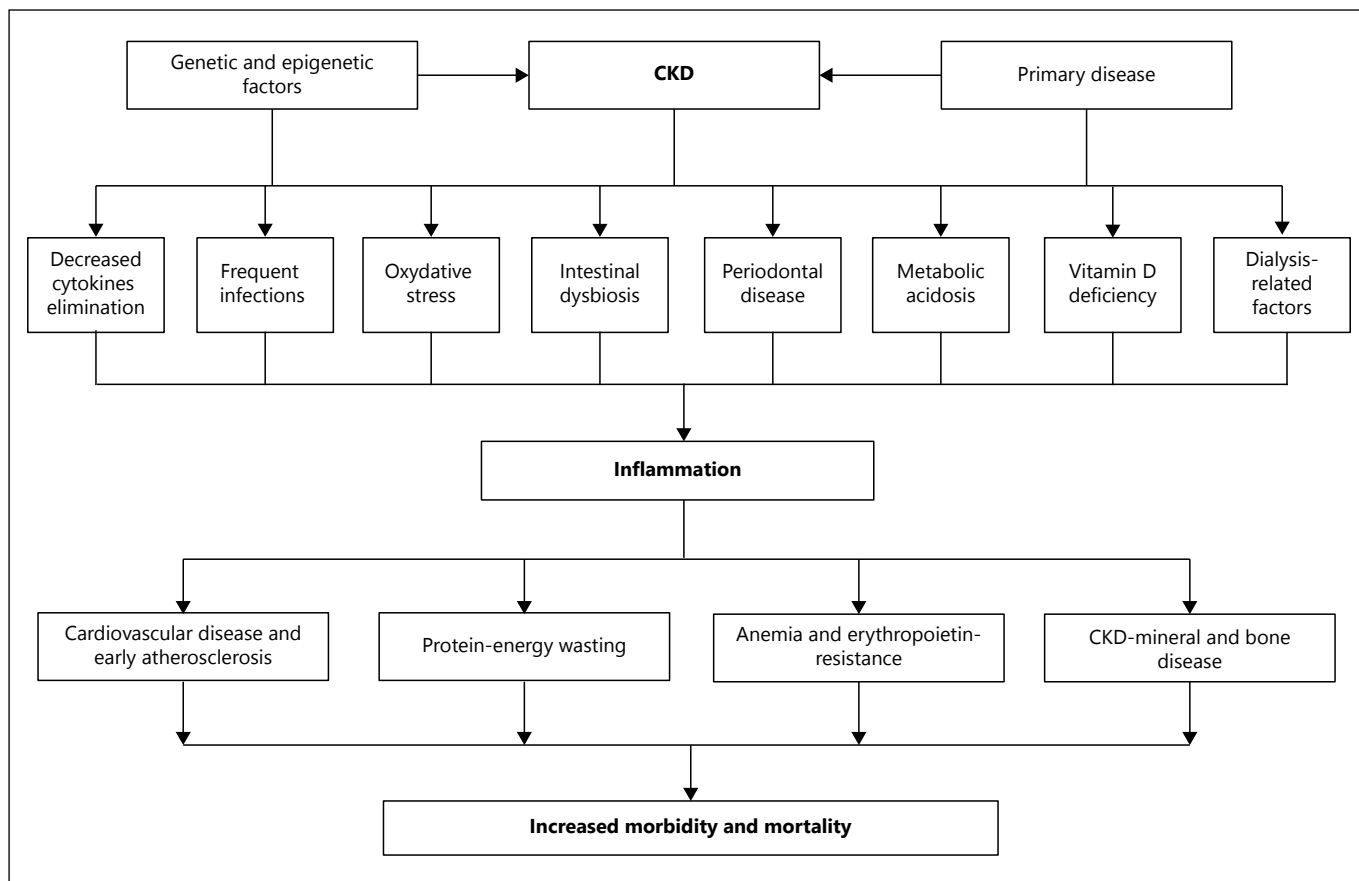 Genetic and epigenetic
factors
CKD
Primary disease
Decreased
cytokines
elimination
Frequent
infections
Oxydative
stress
Intestinal
dysbiosis
Periodontal
disease
Metabolic
acidosis
Vitamin D
deficiency
Dialysis-
related
factors
Inflammation
Cardiovascular disease and
early atherosclerosis
Protein-energy wasting
Anemia and erythropoietin-
resistance
CKD-mineral and bone
disease
Increased morbidity and mortality